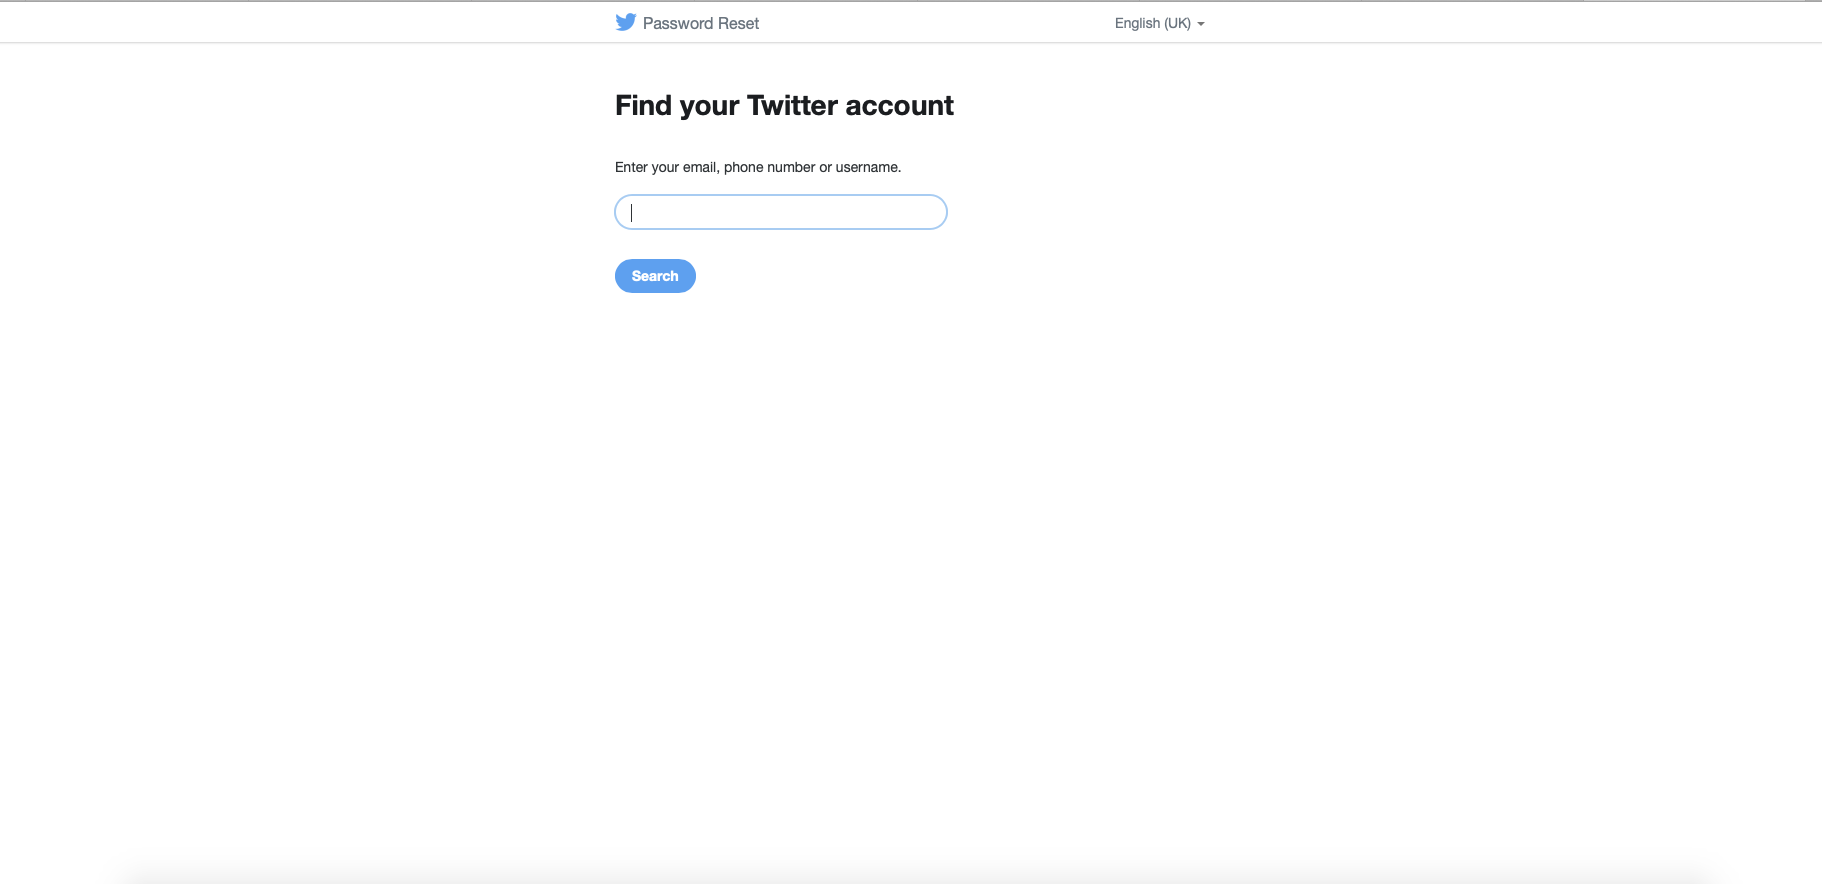 Password Reset
English (UK)
Find your Twitter account
Enter your email, phone number or username.
Search